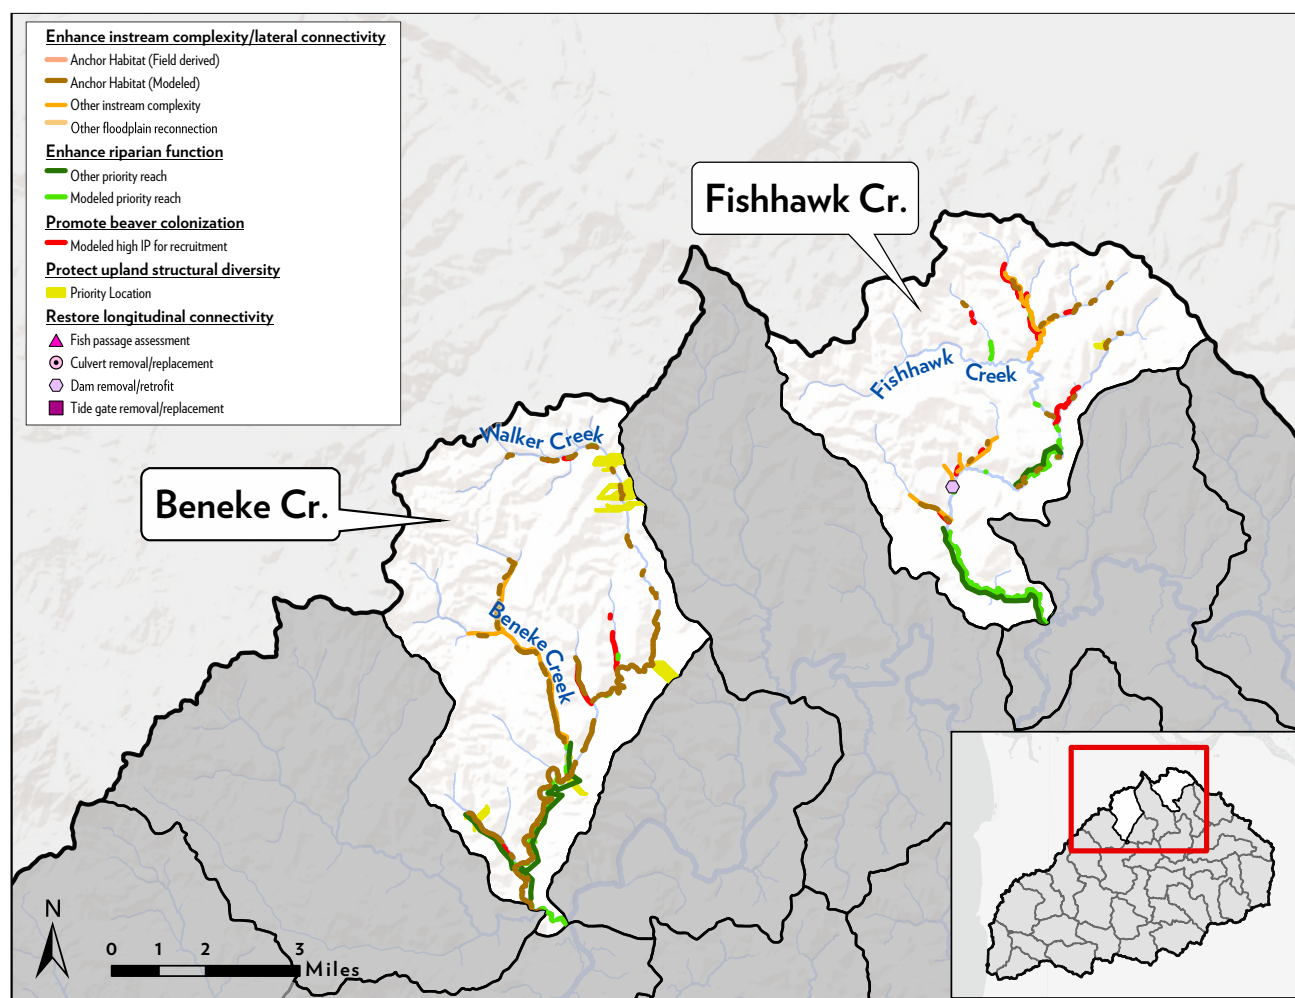 Enhance instream complexity/lateral connectivity
Anchor Habitat (Field derived)
Anchor Habitat (Modeled)
Other instream complexity
Other floodplain reconnection
Enhance riparian function
Other priority reach
Modeled priority reach
Promote beaver colonization
Modeled high IP for recruitment
Protect upland structural diversity
Priority Location
Restore longitudinal connectivity
Fish passage assessment
Culvert removal/replacement
Dam removal/retrofit
Tide gate removal/replacement
Fishhawk Cr.
Fishhawk Creek
Walker Creek
Beneke Cr.
Beneke Creek
N
0 1 2 3
Miles